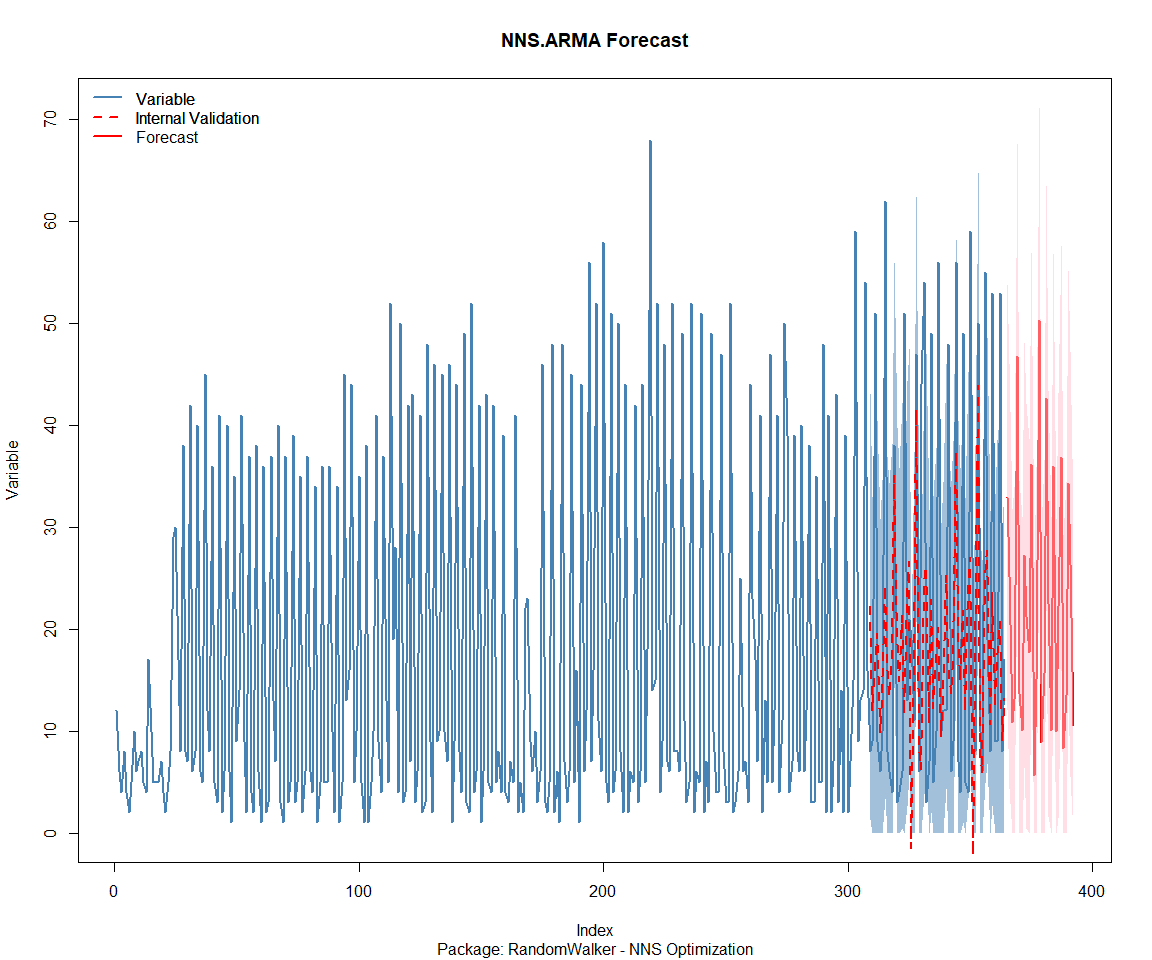 NNS.ARMA Forecast
Variable
Internal Validation
Forecast
70
60
50
40
30
20
10
0
Variable
0 100 200 300 400
Index
Package: RandomWalker - NNS Optimization